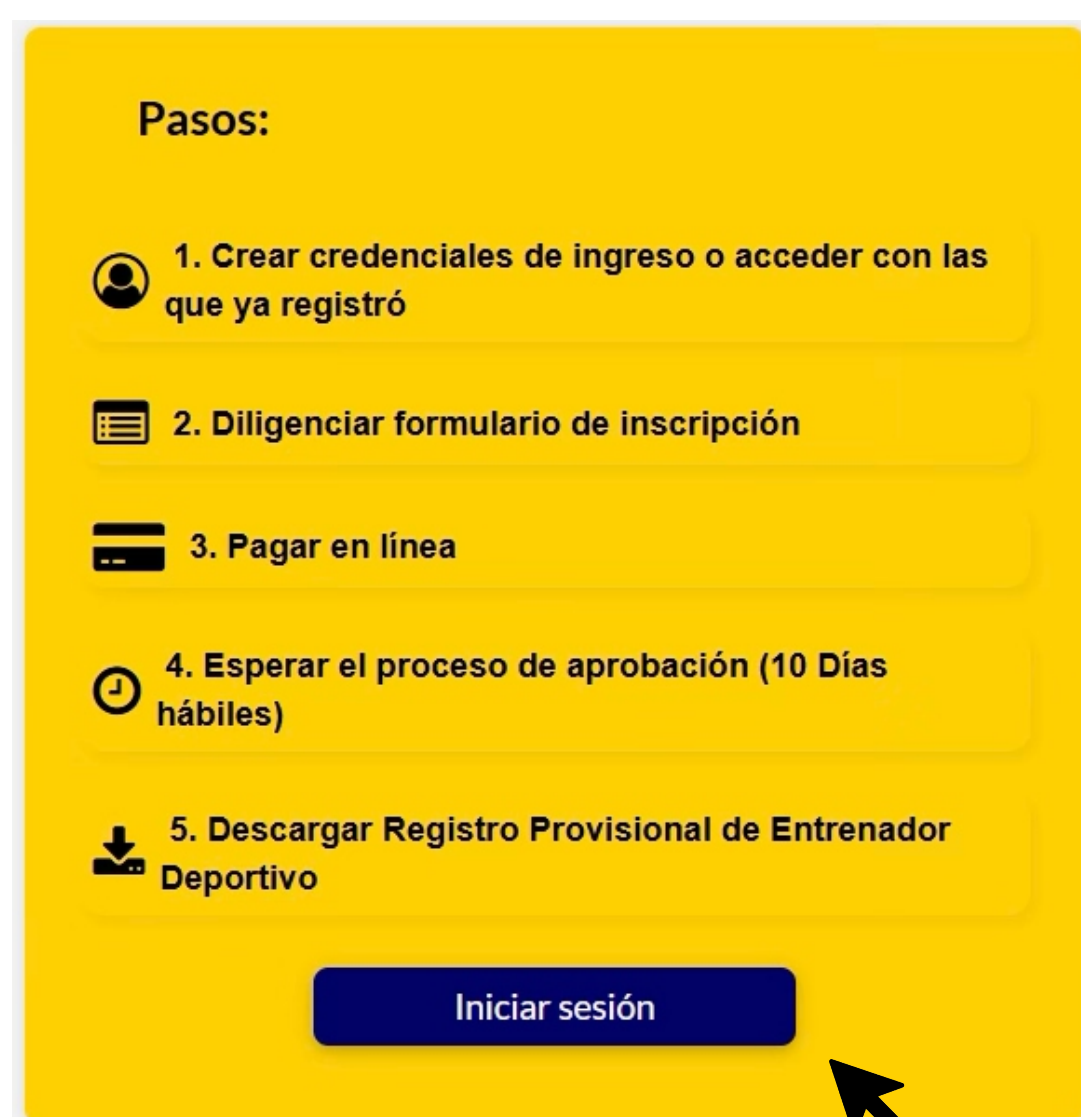 Pasos:
1. Crear credenciales de ingreso o acceder con las
que ya registró
2. Diligenciar formulario de inscripción
3. Pagar en línea
4. Esperar el proceso de aprobación (10 Días
hábiles)
5. Descargar Registro Provisional de Entrenador
Deportivo
Iniciar sesión